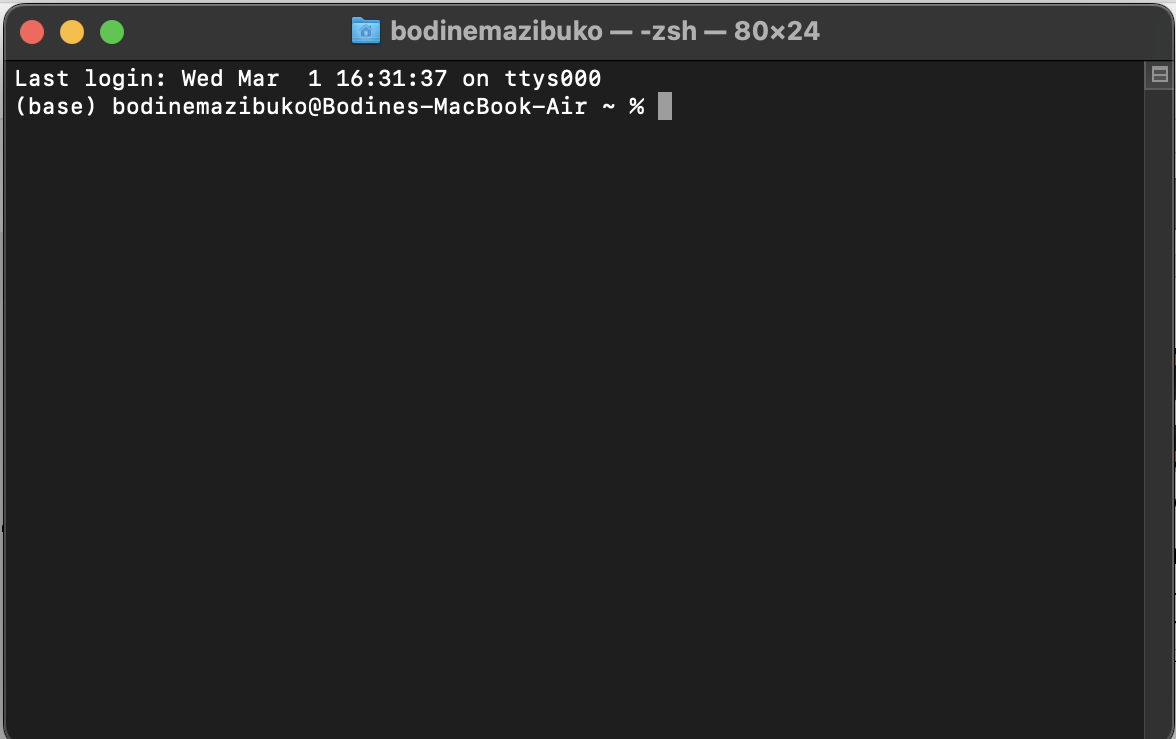 bodinemazibuko — -zsh — 80×24
Last login: Wed Mar  1 16:31:37 on ttys000
(base) bodinemazibuko@Bodines-MacBook-Air ~ %